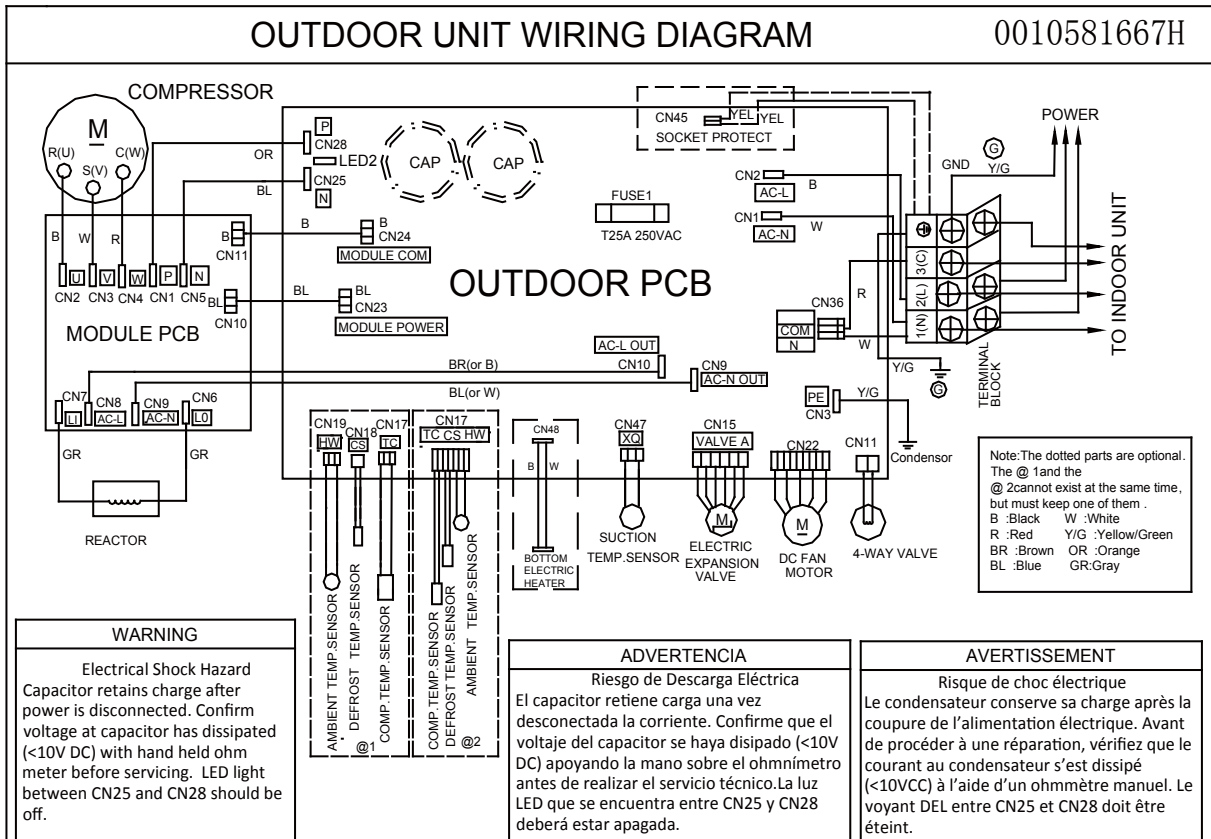 OUTDOOR UNIT WIRING DIAGRAM
0010581667H
COMPRESSOR
M
R(U)
S(V)
C(W)
OR
BL
P
CN28
LED2
CN25
N
CAP
CAP
CN45
YEL
YEL
SOCKET PROTECT
POWER
GND
G
Y/G
CN2
AC-L
B
CN1
AC-N
W
FUSE1
T25A 250VAC
B
W
R
B
CN11
B
B
CN24
MODULE COM
U
V
W
P
N
CN2
CN3
CN4
CN1
CN5
BL
CN10
BL
BL
CN23
MODULE POWER
MODULE PCB
OUTDOOR PCB
3(C)
2(L)
1(N)
TO INDOOR UNIT
TERMINAL
BLOCK
CN36
COM
N
R
W
Y/G
G
AC-L OUT
CN10
BR(or B)
CN9
AC-N OUT
BL(or W)
PE
CN3
Y/G
Condensor
CN7
CN8
CN9
CN6
LI
AC-L
AC-N
L0
GR
GR
REACTOR
CN19
HW
CN18
CS
CN17
TC
AMBIENT TEMP.SENSOR
DEFROST TEMP.SENSOR
COMP.TEMP.SENSOR
@1
CN17
TC CS HW
COMP.TEMP.SENSOR
DEFROST TEMP.SENSOR
AMBIENT TEMP.SENSOR
@2
CN48
B
W
BOTTOM
ELECTRIC
HEATER
CN47
XQ
SUCTION
TEMP.SENSOR
CN15
VALVE A
M
ELECTRIC
EXPANSION
VALVE
CN22
M
DC FAN
MOTOR
CN11
4-WAY VALVE
Note:The dotted parts are optional.
The @ 1and the
@ 2cannot exist at the same time,
but must keep one of them .
B :Black W :White
R :Red Y/G :Yellow/Green
BR :Brown OR :Orange
BL :Blue GR:Gray
WARNING
Electrical Shock Hazard
Capacitor retains charge after
power is disconnected. Confirm
voltage at capacitor has dissipated
(<10V DC) with hand held ohm
meter before servicing. LED light
between CN25 and CN28 should be
off.
ADVERTENCIA
Riesgo de Descarga Eléctrica
El capacitor retiene carga una vez
desconectada la corriente. Confirme que el
voltaje del capacitor se haya disipado (<10V
DC) apoyando la mano sobre el ohmnímetro
antes de realizar el servicio técnico.La luz
LED que se encuentra entre CN25 y CN28
deberá estar apagada.
AVERTISSEMENT
Risque de choc électrique
Le condensateur conserve sa charge après la
coupure de l'alimentation électrique. Avant
de procéder à une réparation, vérifiez que le
courant au condensateur s'est dissipé
(<10VCC) à l'aide d'un ohmmètre manuel. Le
voyant DEL entre CN25 et CN28 doit être
éteint.